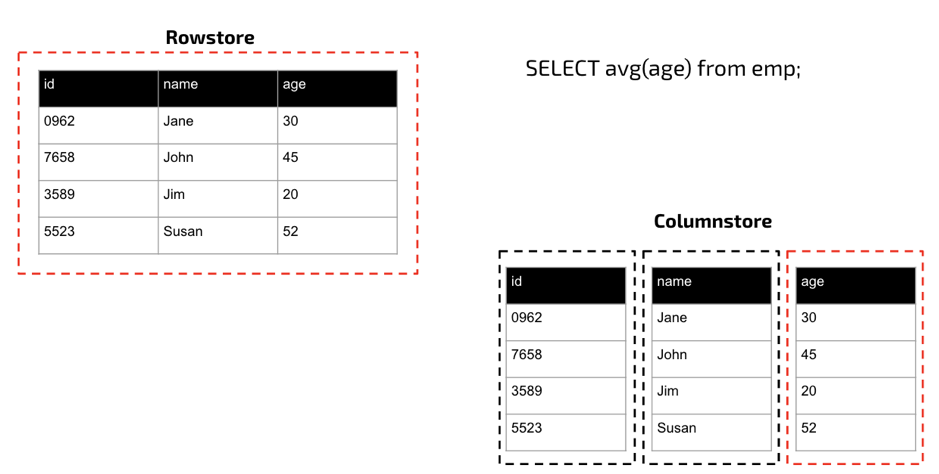 Rowstore
id name age
0962 Jane 30
7658 John 45
3589 Jim 20
5523 Susan 52
SELECT avg(age) from emp;
Columnstore
id name age
0962 Jane 30
7658 John 45
3589 Jim 20
5523 Susan 52